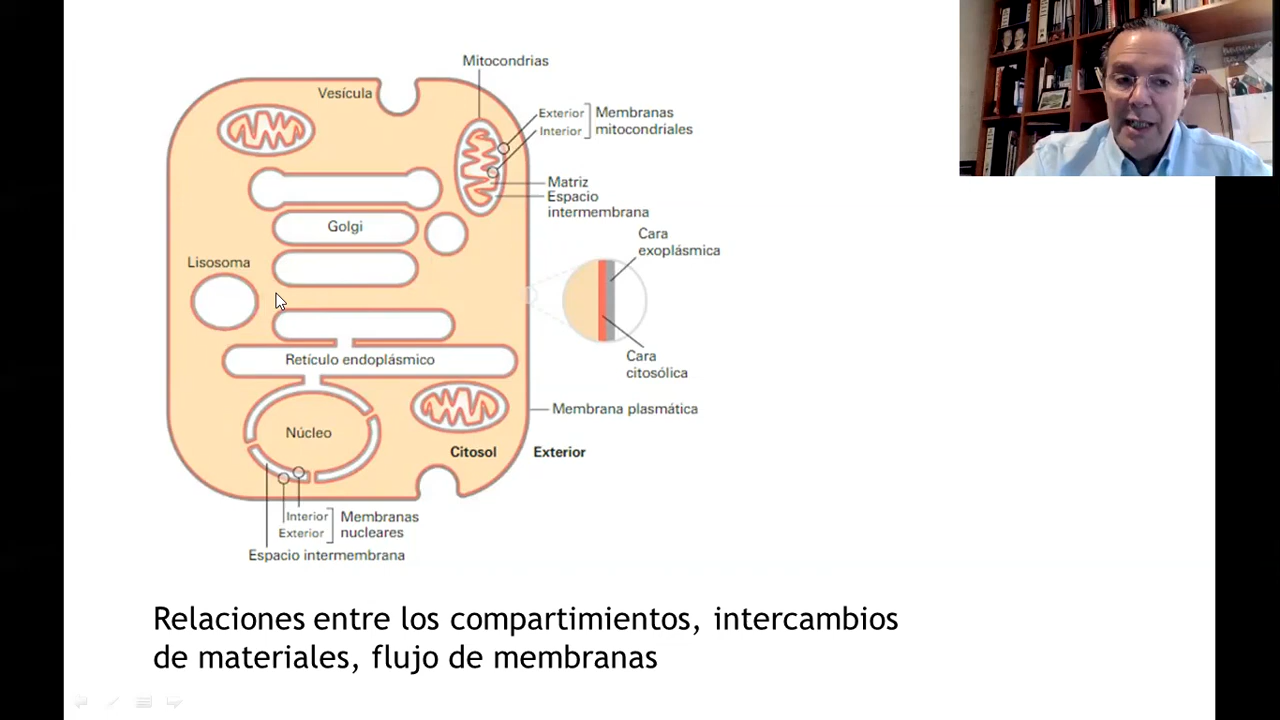 Mitocondrias
Vesícula
Exterior
Interior
Membranas
mitocondriales
Matriz
Espacio
intermembrana
Golgi
Cara
exoplásmica
Lisosoma
Retículo endoplásmico
Cara
citosólica
Membrana plasmática
Núcleo
Citosol
Exterior
Interior
Exterior
Membranas
nucleares
Espacio intermembrana
Relaciones entre los compartimientos, intercambios
de materiales, flujo de membranas